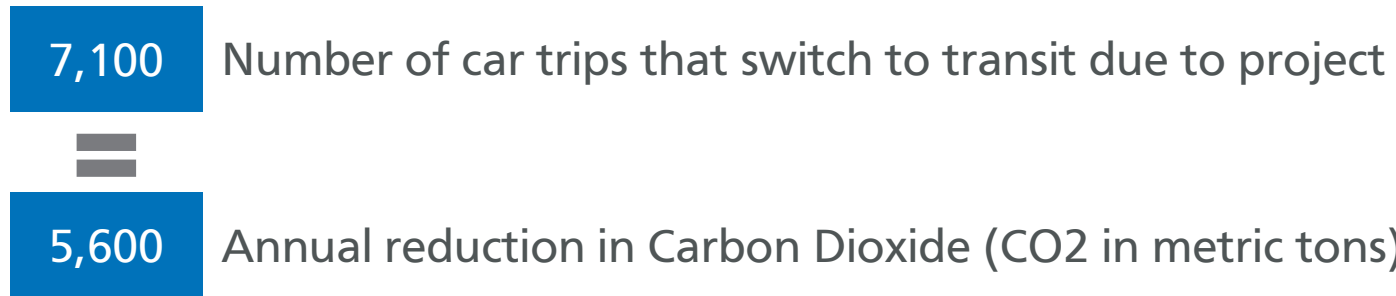 7,100 Number of car trips that switch to transit due to project
=
5,600 Annual reduction in Carbon Dioxide (CO2 in metric tons)